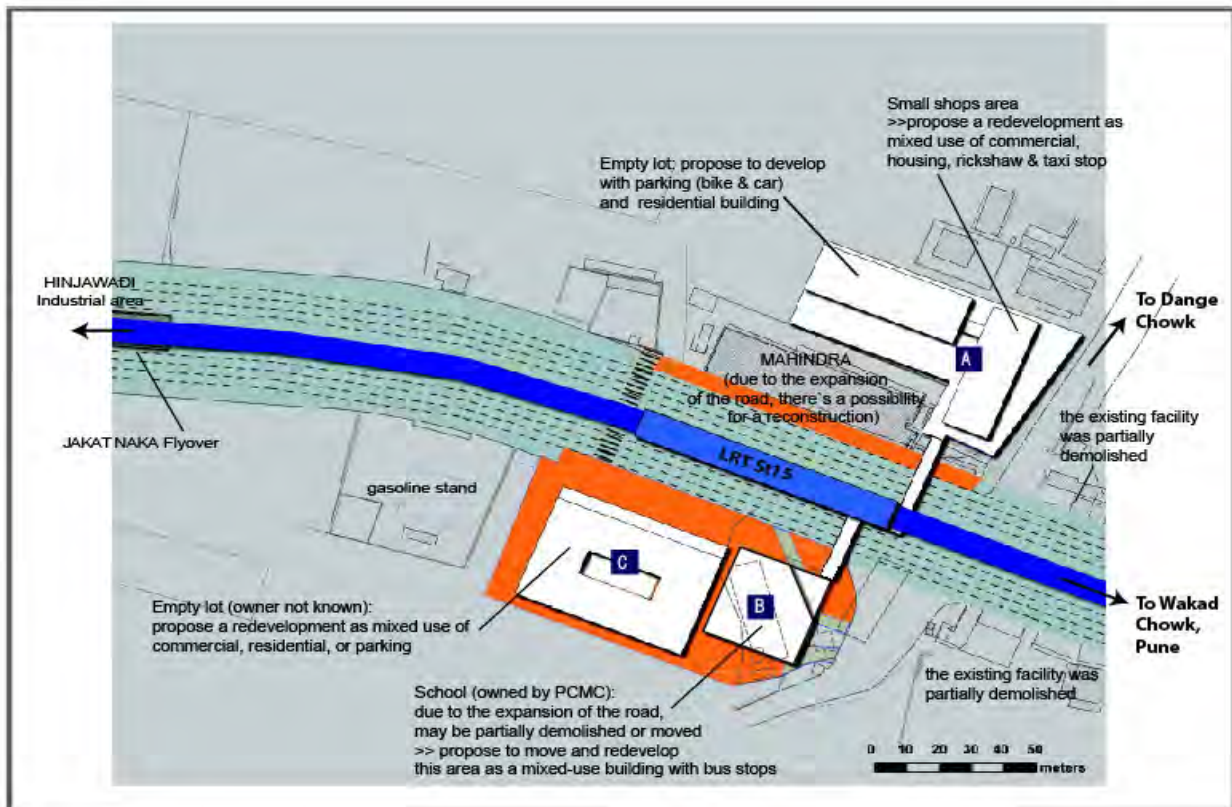 Small shops area
>>propose a redevelopment as
mixed use of commercial,
housing, rickshaw & taxi stop
Empty lot: propose to develop
with parking (bike & car)
and residential building
HINJAWADI
Industrial area
To Dange
Chowk
A
MAHINDRA
(due to the expansion
of the road, there`s a possibility
for a reconstruction)
the existing facility
was partially
demolished
JAKAT NAKA Flyover
LRT St15
gasoline stand
C
B
Empty lot (owner not known):
propose a redevelopment as mixed use of
commercial, residential, or parking
To Wakad
Chowk,
Pune
the existing facility was
partially demolished
School (owned by PCMC):
due to the expansion of the road,
may be partially demolished or moved
>> propose to move and redevelop
this area as a mixed-use building with bus stops
0 10 20 30 40 50
meters